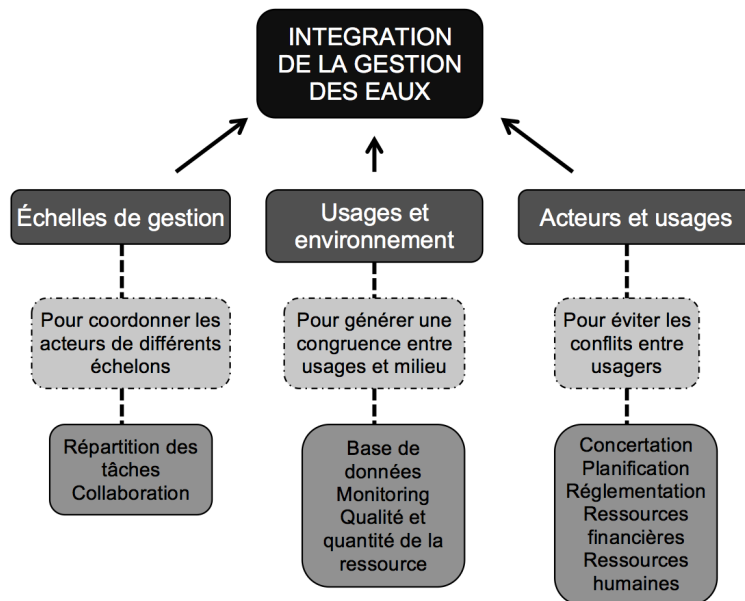 INTEGRATION
DE LA GESTION
DES EAUX
Échelles de gestion
Usages et
environnement
Acteurs et usages
Pour coordonner les
acteurs de différents
échelons
Pour générer une
congruence entre
usages et milieu
Pour éviter les
conflits entre
usagers
Répartition des
tâches
Collaboration
Base de
données
Monitoring
Qualité et
quantité de la
ressource
Concertation
Planification
Réglementation
Ressources
financières
Ressources
humaines